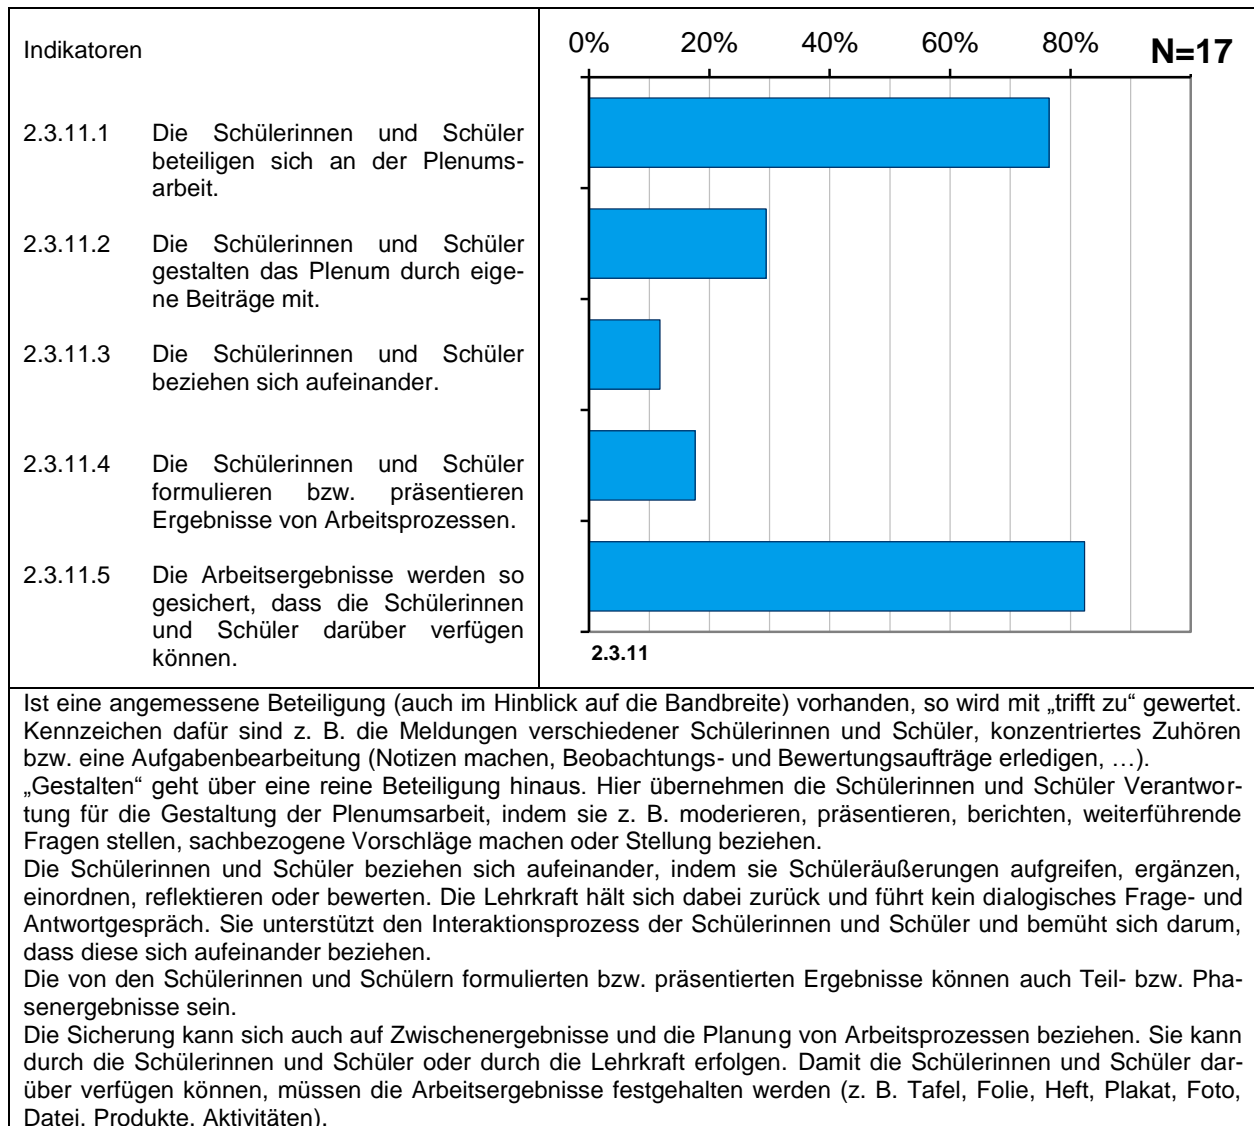 Indikatoren
0% 20% 40% 60% 80% N=17
2.3.11.1 Die Schülerinnen und Schüler
beteiligen sich an der Plenums-
arbeit.
2.3.11.2 Die Schülerinnen und Schüler
gestalten das Plenum durch eige-
ne Beiträge mit.
2.3.11.3 Die Schülerinnen und Schüler
beziehen sich aufeinander.
2.3.11.4 Die Schülerinnen und Schüler
formulieren bzw. präsentieren
Ergebnisse von Arbeitsprozessen.
2.3.11.5 Die Arbeitsergebnisse werden so
gesichert, dass die Schülerinnen
und Schüler darüber verfügen
können.
2.3.11
Ist eine angemessene Beteiligung (auch im Hinblick auf die Bandbreite) vorhanden, so wird mit „trifft zu“ gewertet.
Kennzeichen dafür sind z. B. die Meldungen verschiedener Schülerinnen und Schüler, konzentriertes Zuhören
bzw. eine Aufgabenbearbeitung (Notizen machen, Beobachtungs- und Bewertungsaufträge erledigen, …).
„Gestalten“ geht über eine reine Beteiligung hinaus. Hier übernehmen die Schülerinnen und Schüler Verantwor-
tung für die Gestaltung der Plenumsarbeit, indem sie z. B. moderieren, präsentieren, berichten, weiterführende
Fragen stellen, sachbezogene Vorschläge machen oder Stellung beziehen.
Die Schülerinnen und Schüler beziehen sich aufeinander, indem sie Schüleräußerungen aufgreifen, ergänzen,
einordnen, reflektieren oder bewerten. Die Lehrkraft hält sich dabei zurück und führt kein dialogisches Frage- und
Antwortgespräch. Sie unterstützt den Interaktionsprozess der Schülerinnen und Schüler und bemüht sich darum,
dass diese sich aufeinander beziehen.
Die von den Schülerinnen und Schülern formulierten bzw. präsentierten Ergebnisse können auch Teil- bzw. Pha-
senergebnisse sein.
Die Sicherung kann sich auch auf Zwischenergebnisse und die Planung von Arbeitsprozessen beziehen. Sie kann
durch die Schülerinnen und Schüler oder durch die Lehrkraft erfolgen. Damit die Schülerinnen und Schüler dar-
über verfügen können, müssen die Arbeitsergebnisse festgehalten werden (z. B. Tafel, Folie, Heft, Plakat, Foto,
Datei, Produkte, Aktivitäten).